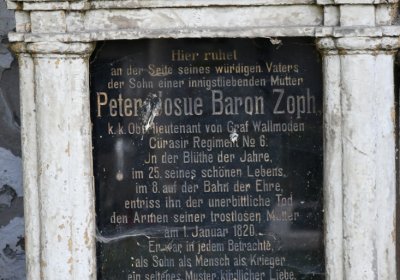 Hier ruhet
an der Seite seines würdigen Vaters
der Sohn einer innigstliebenden Mutter
Peter Josue Baron Zoph,
k.k. Oberlieutenant von Graf Wallmoden
Cürasir Regiment No 6.
In der Blüthe der Jahre,
im 25. seines schönen Lebens,
im 8. auf der Bahn der Ehre,
entriss ihn der unerbittliche Tod
den Armen seiner trostlosen Mutter
am 1. Januar 1820.
Er war in jedem Betrachte,
als Sohn als Mensch als Krieger
ein seltenes Muster kindlicher Liebe